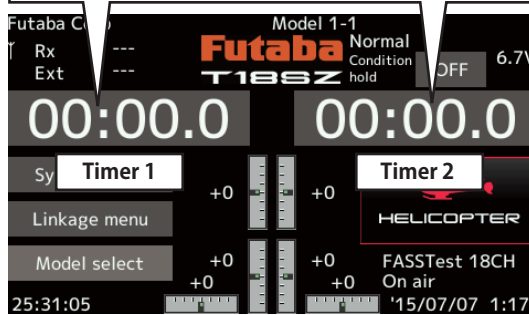 Futaba Co
Model 1-1
Rx ---
Ext ---
Futaba
T18SZ
Normal
Condition
hold
OFF
6.7V
00:00.0
00:00.0
Sy
Timer 1
Timer 2
+0
+0
Linkage menu
HELICOPTER
Model select
+0
+0
+0
+0
FASSTest 18CH
On air
25:31:05
'15/07/07 1:17